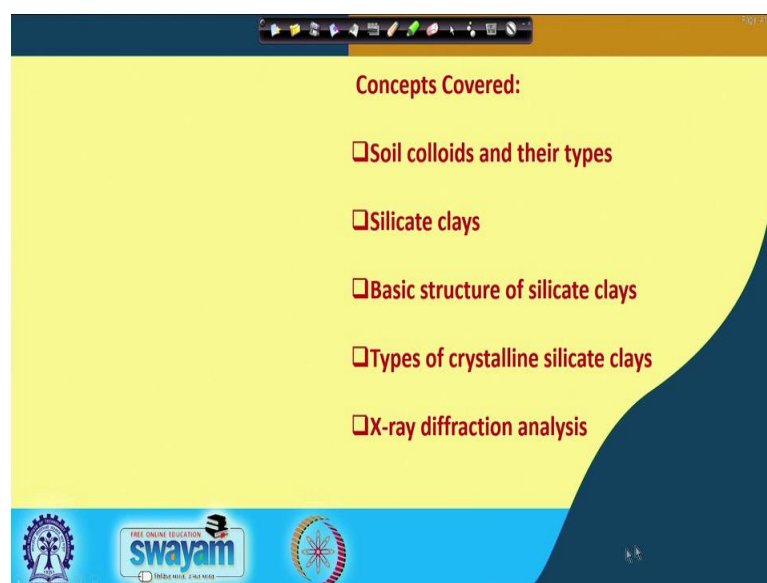 Concepts Covered:
❑Soil colloids and their types
❑Silicate clays
❑Basic structure of silicate clays
❑Types of crystalline silicate clays
❑X-ray diffraction analysis
FREE ONLINE EDUCATION
swayam